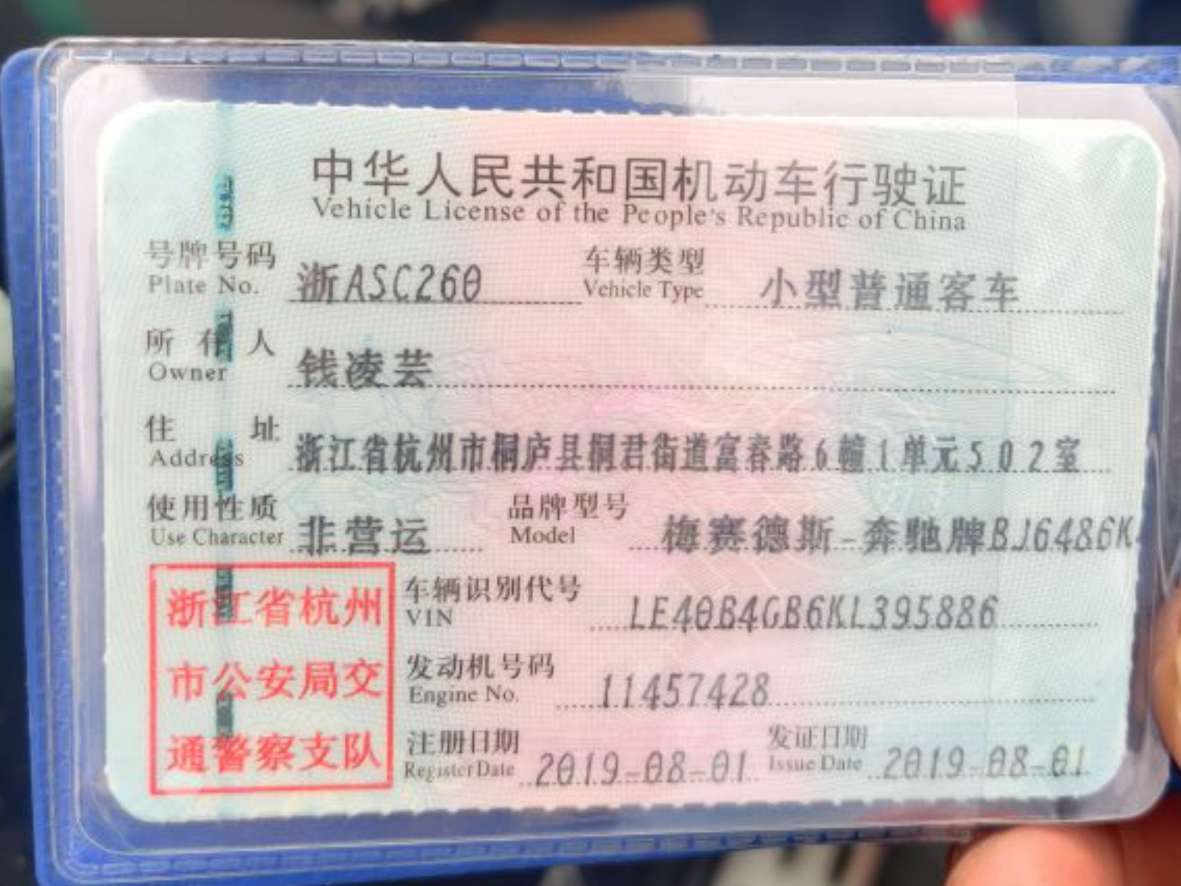 中华人民共和国机动车行驶证
Vehicle License of the People's Republic of China
号牌号码 浙ASC260 车辆类型 小型普通客车
Plate No. Vehicle Type
所有人 钱凌芸
Owner
住址 浙江省杭州市桐庐县桐君街道富春路6幢1单元502室
Address
使用性质 非营运 品牌型号 梅赛德斯-奔驰牌BJ6486K
Use Character Model
浙江省杭州 车辆识别代号 LE40B4GB6KL395886
VIN
市公安局交 发动机号码 11457428
Engine No.
通警察支队 注册日期 2019-08-01 发证日期 2019-08-01
Register Date Issue Date